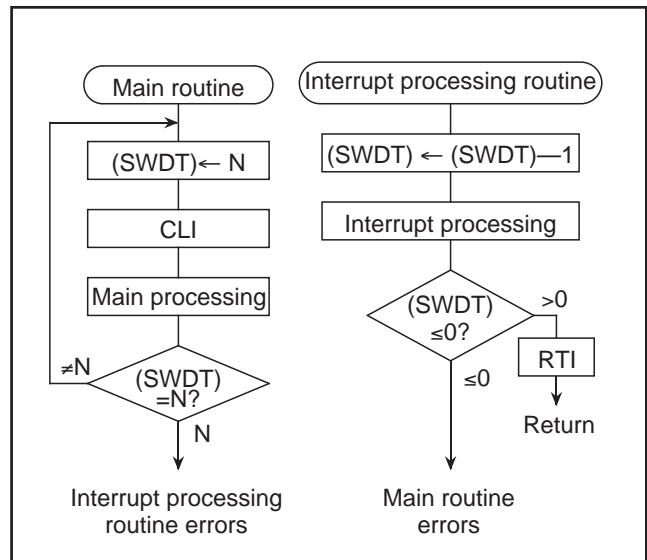 Main routine
(SWDT)← N
CLI
Main processing
≠N
(SWDT)
=N?
N
Interrupt processing
routine errors
Interrupt processing routine
(SWDT) ← (SWDT)—1
Interrupt processing
(SWDT)
≤0?
>0
≤0
RTI
Return
Main routine
errors